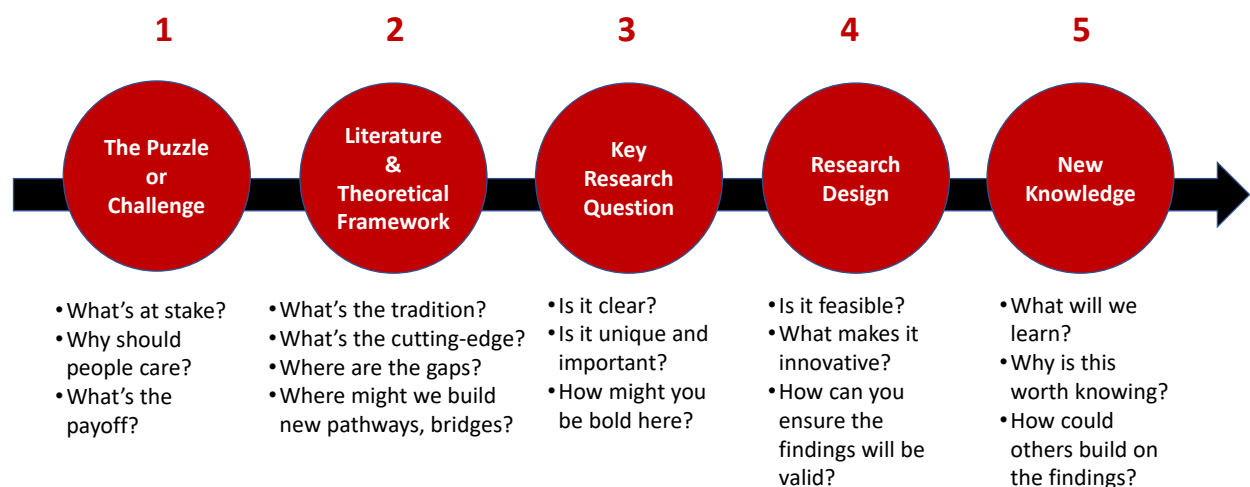 1
The Puzzle
or
Challenge
•What's at stake?
•Why should
people care?
•What's the
payoff?
2
Literature
&
Theoretical
Framework
•What's the tradition?
•What's the cutting-edge?
•Where are the gaps?
•Where might we build
new pathways, bridges?
3
Key
Research
Question
•Is it clear?
•Is it unique and
important?
•How might you
be bold here?
4
Research
Design
•Is it feasible?
•What makes it
innovative?
•How can you
ensure the
findings will be
valid?
5
New
Knowledge
•What will we
learn?
•Why is this
worth knowing?
•How could
others build on
the findings?